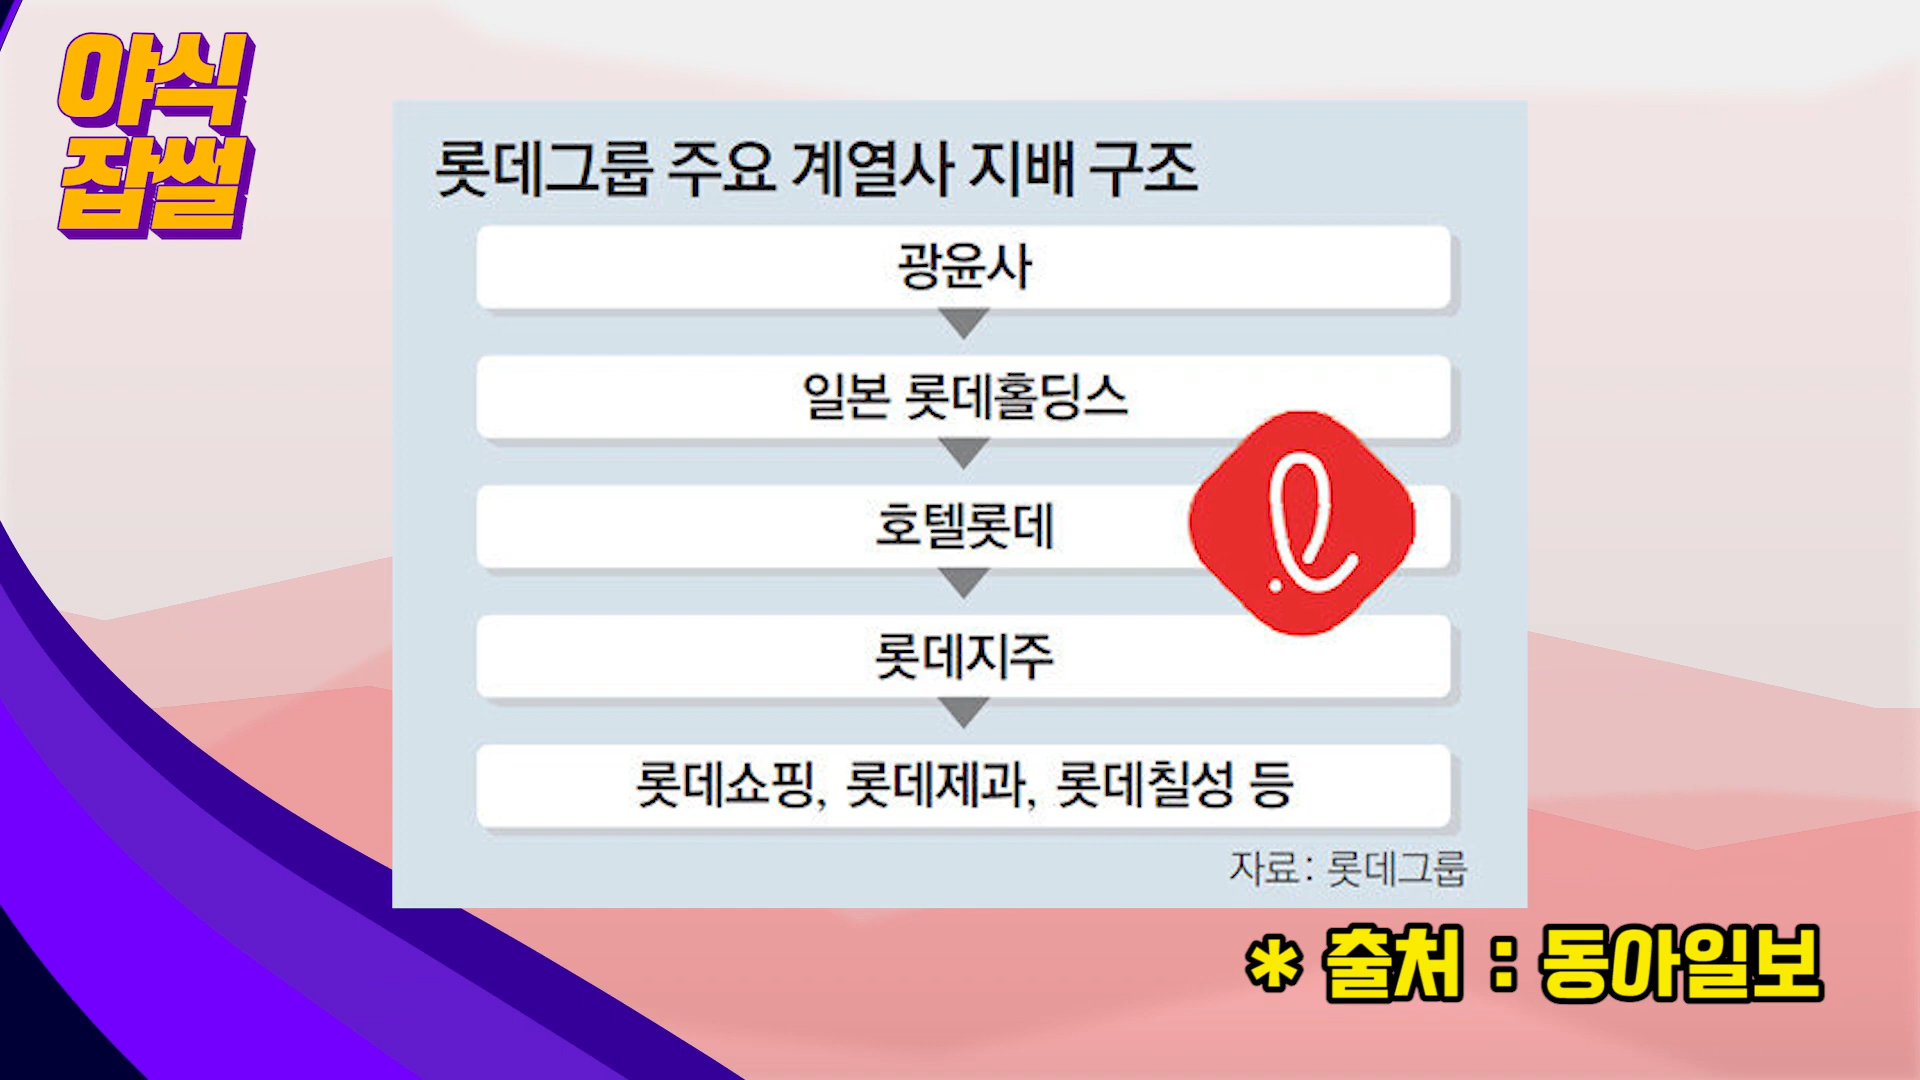 야식
잡썰
롯데그룹 주요 계열사 지배 구조
광윤사
일본 롯데홀딩스
호텔롯데
롯데지주
롯데쇼핑, 롯데제과, 롯데칠성 등
자료: 롯데그룹
* 출처 : 동아일보